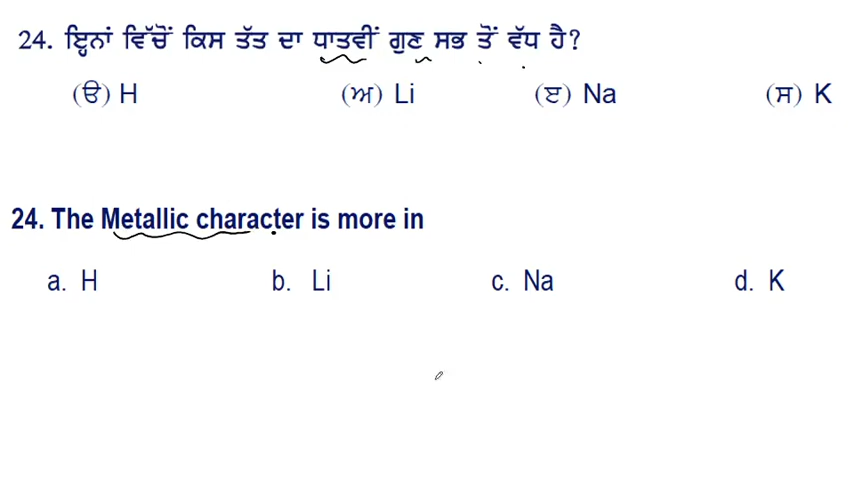 24. ਇਨ੍ਹਾਂ ਵਿੱਚੋਂ ਕਿਸ ਤੱਤ ਦਾ ਧਾਤਵੀਂ ਗੁਣ ਸਭ ਤੋਂ ਵੱਧ ਹੈ?
(ੳ) H (ਅ) Li (ੲ) Na (ਸ) K
24. The Metallic character is more in
a. H b. Li c. Na d. K